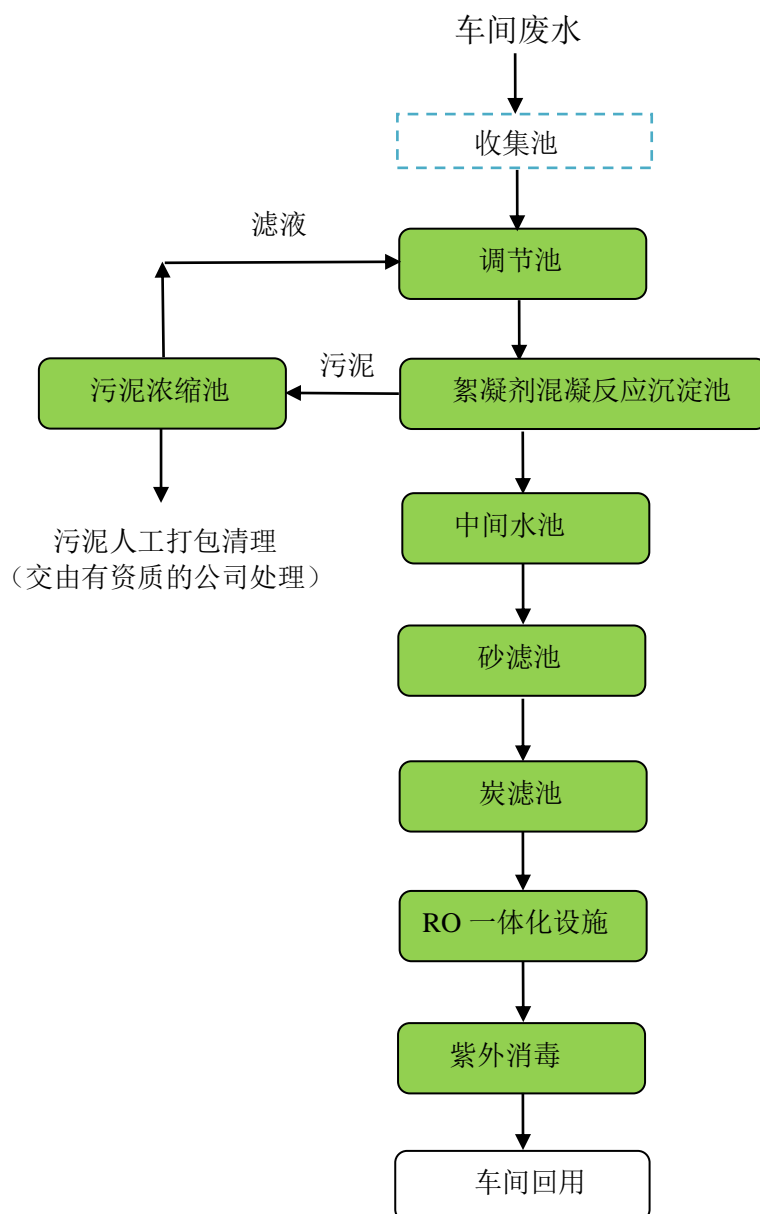 车间废水
收集池
滤液
调节池
污泥
污泥浓缩池
絮凝剂混凝反应沉淀池
中间水池
污泥人工打包清理
（交由有资质的公司处理）
砂滤池
炭滤池
RO 一体化设施
紫外消毒
车间回用